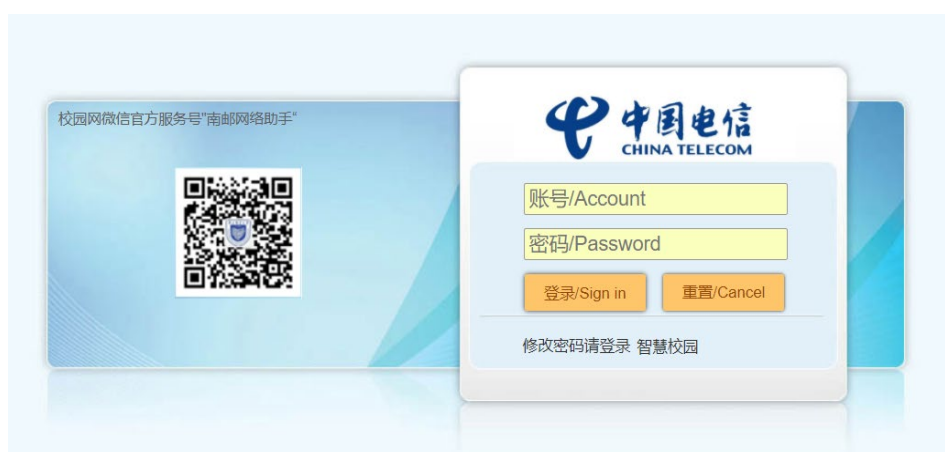 校园网微信官方服务号"南邮网络助手"
中国电信
CHINA TELECOM
账号/Account
密码/Password
登录/Sign in
重置/Cancel
修改密码请登录 智慧校园